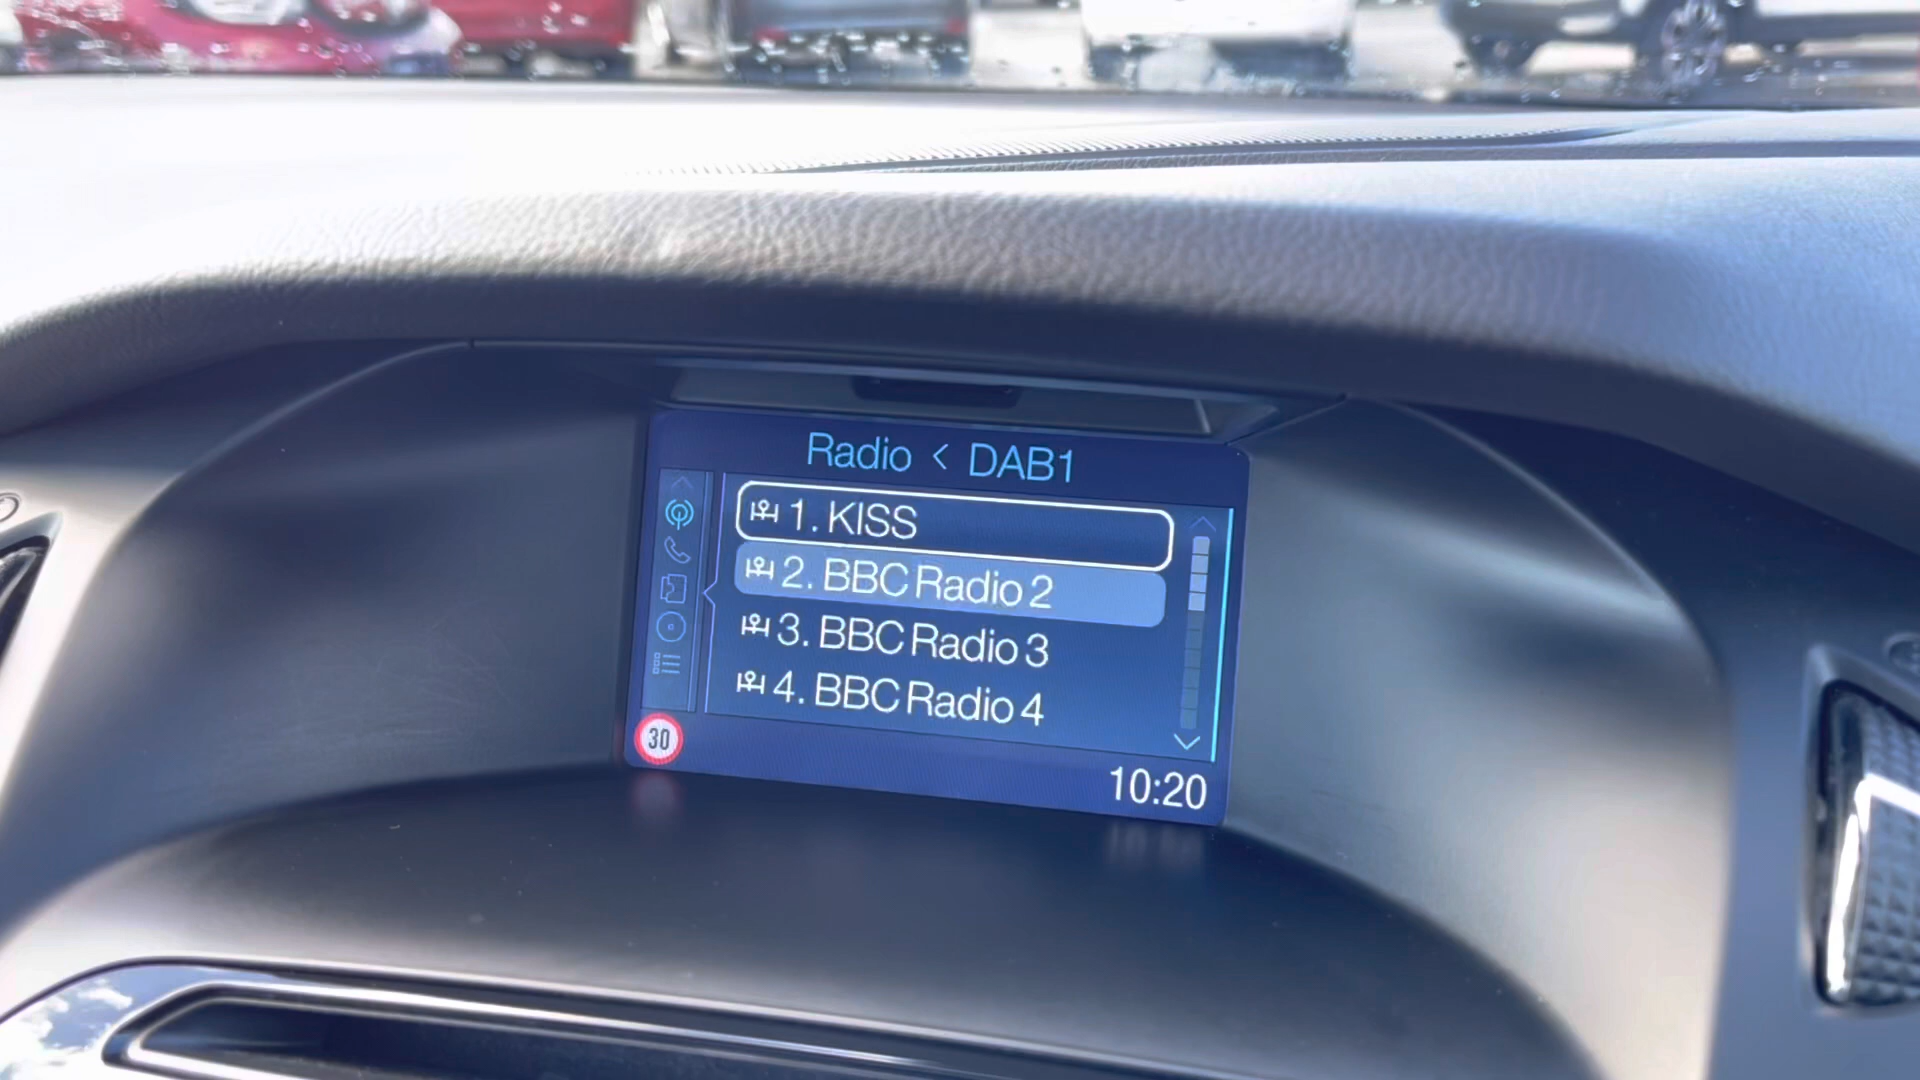 Radio < DAB1
1. KISS
2. BBC Radio 2
3. BBC Radio 3
4. BBC Radio 4
30
10:20